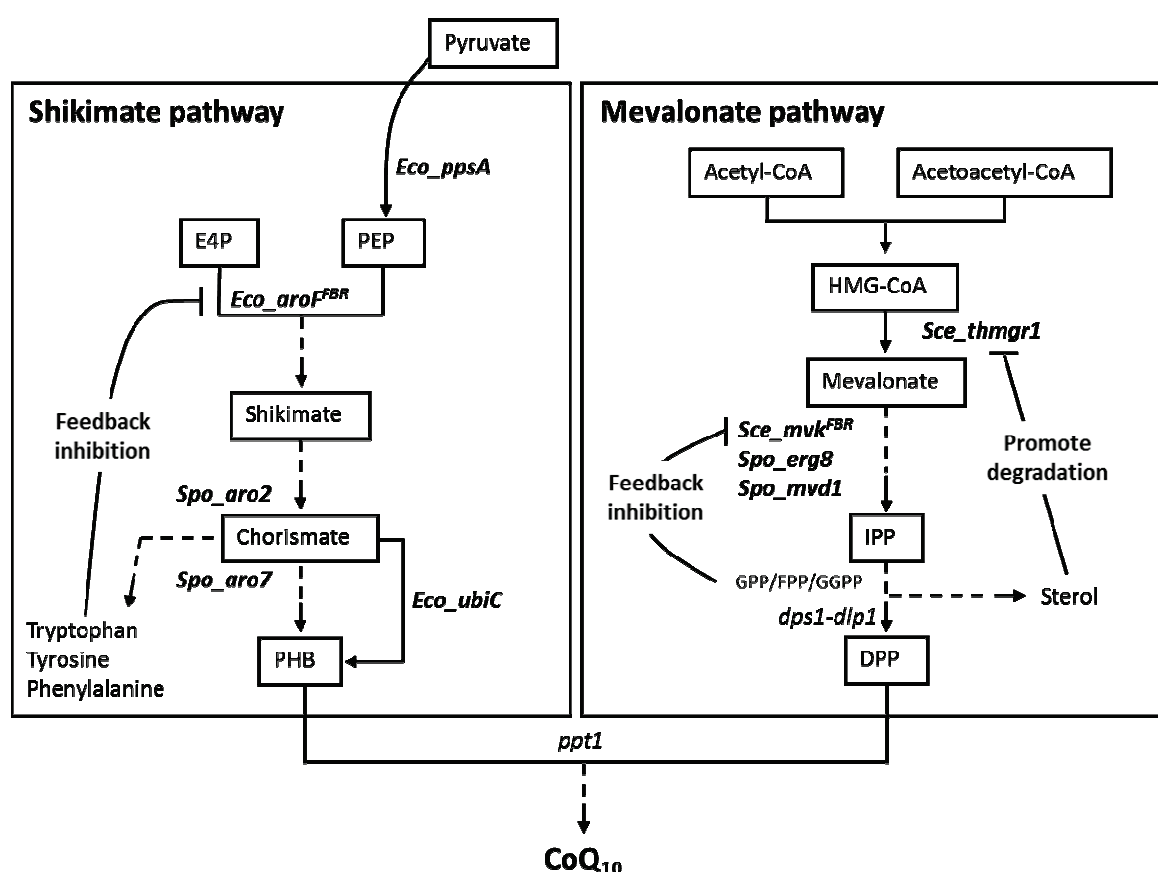 Pyruvate
Shikimate pathway
Eco_ppsA
E4P
PEP
Eco_aroF^FBR
Feedback
inhibition
Shikimate
Spo_aro2
Chorismate
Spo_aro7
Eco_ubiC
Tryptophan
Tyrosine
Phenylalanine
PHB
Mevalonate pathway
Acetyl-CoA
Acetoacetyl-CoA
HMG-CoA
Sce_thmgr1
Mevalonate
Sce_mvk^FBR
Spo_erg8
Spo_mvd1
Promote
degradation
Feedback
inhibition
IPP
GPP/FPP/GGPP
Sterol
dps1-dlp1
DPP
ppt1
CoQ10